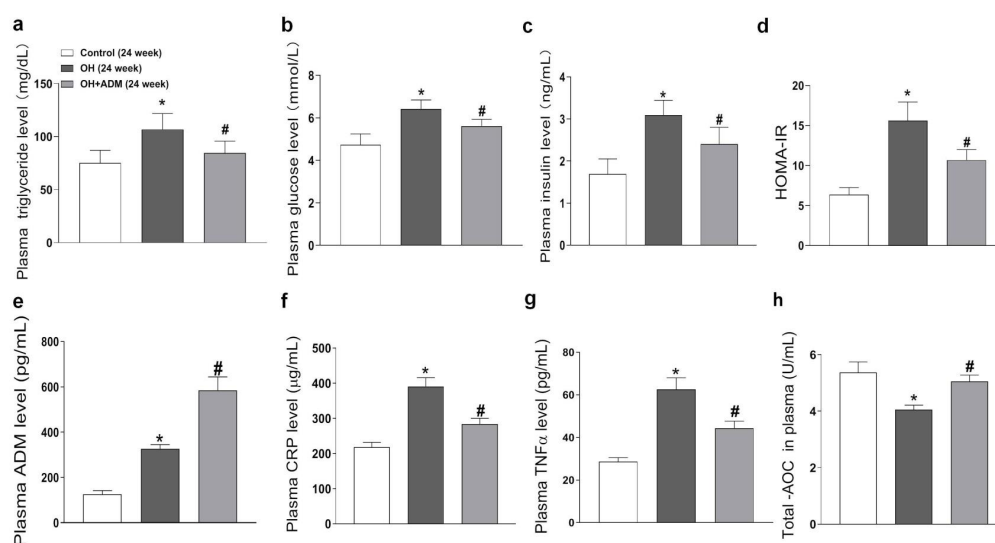 a
Plasma triglyceride level (mg/dL)
Control (24 week)
OH (24 week)
OH+ADM (24 week)
150
100
50
0
*
#
b
Plasma glucose level (mmol/L)
8
6
4
2
0
*
#
c
Plasma insulin level (ng/mL)
4
3
2
1
0
*
#
d
HOMA-IR
20
15
10
5
0
*
#
e
Plasma ADM level (pg/mL)
800
600
400
200
0
*
#
f
Plasma CRP level (μg/mL)
500
400
300
200
100
0
*
#
g
Plasma TNFα level (pg/mL)
80
60
40
20
0
*
#
h
Total -AOC in plasma (U/mL)
6
4
2
0
*
#